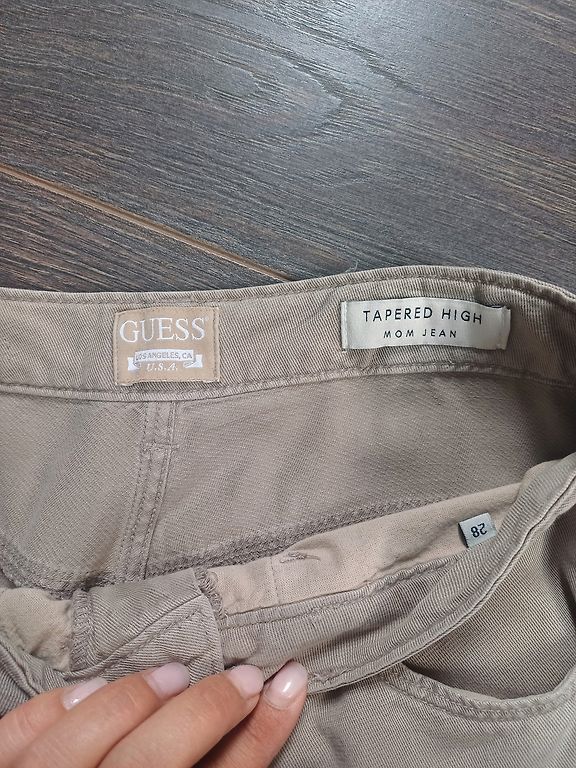 GUESS
LOS ANGELES, CA
U.S.A.
TAPERED HIGH
MOM JEAN
28